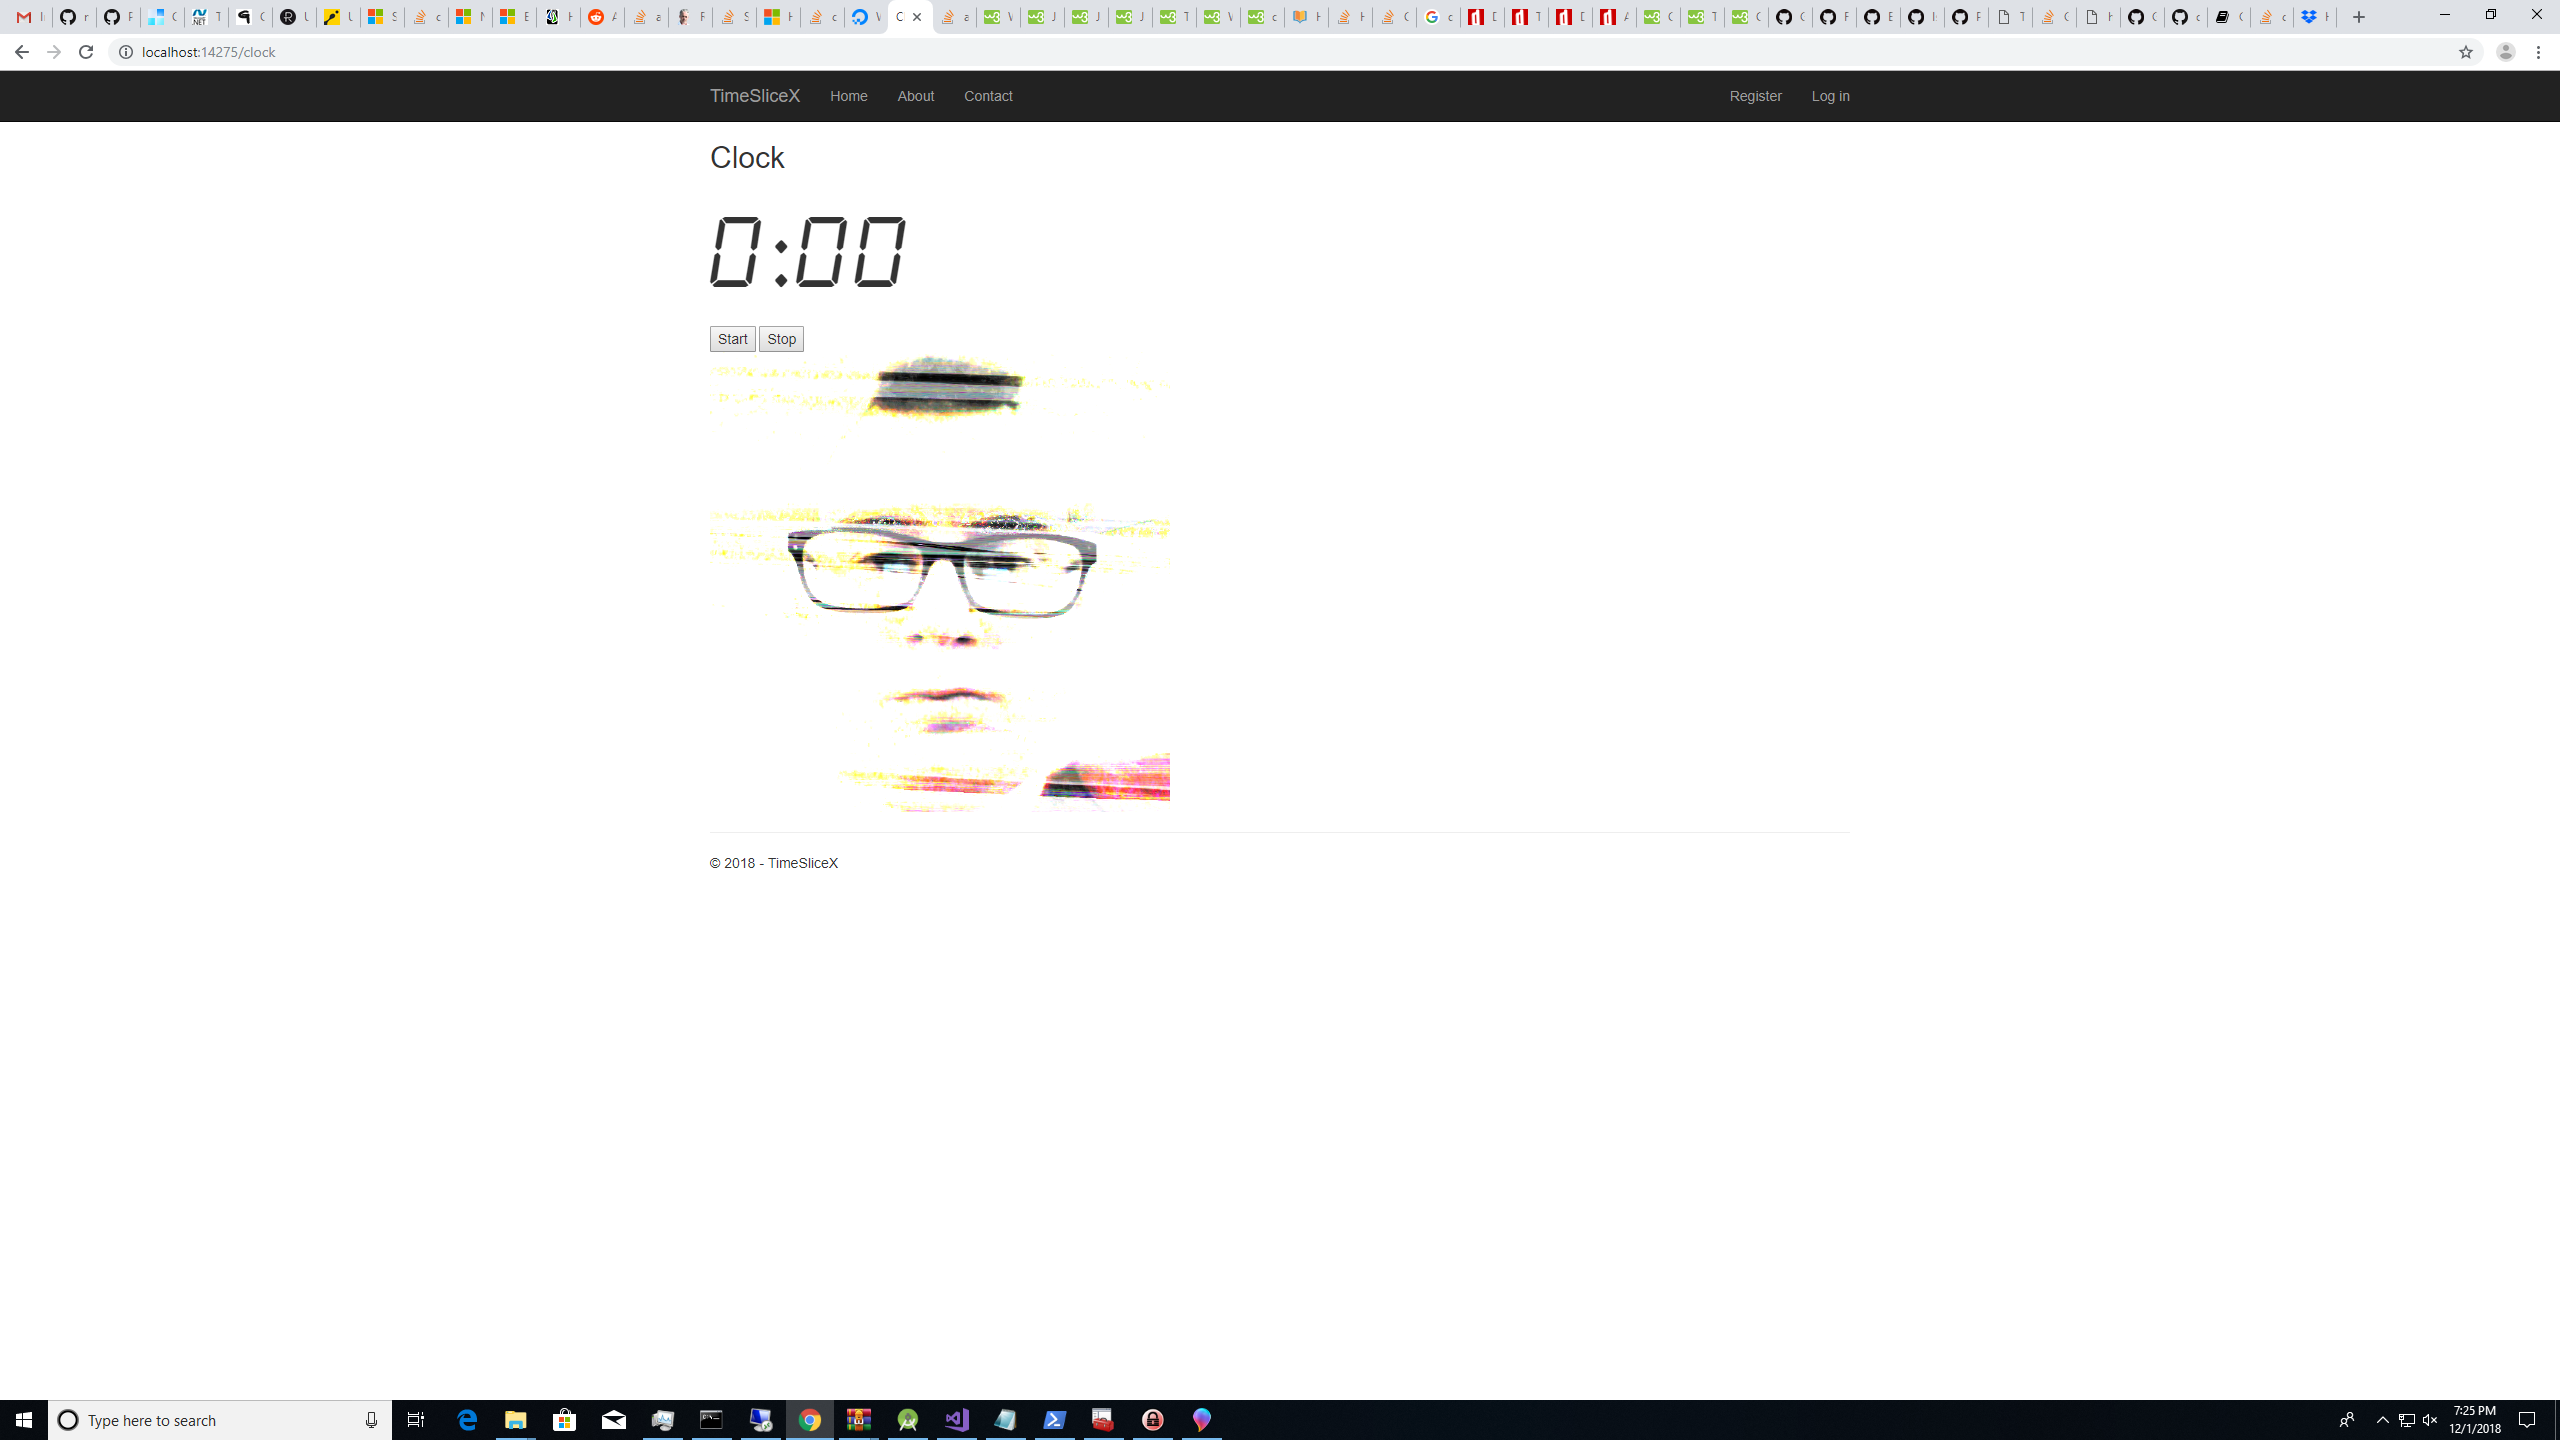 localhost:14275/clock
TimeSliceX Home About Contact Register Log in
Clock
0:00
Start Stop
© 2018 - TimeSliceX
Type here to search
7:25 PM
12/1/2018